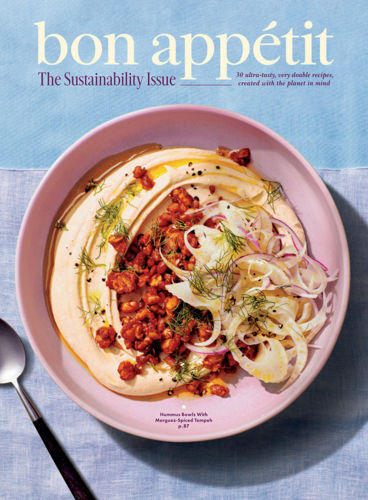 bon appétit
The Sustainability Issue
30 ultra-tasty, very doable recipes,
created with the planet in mind
Hummus Bowls With
Merguez-Spiced Tempeh
p.87